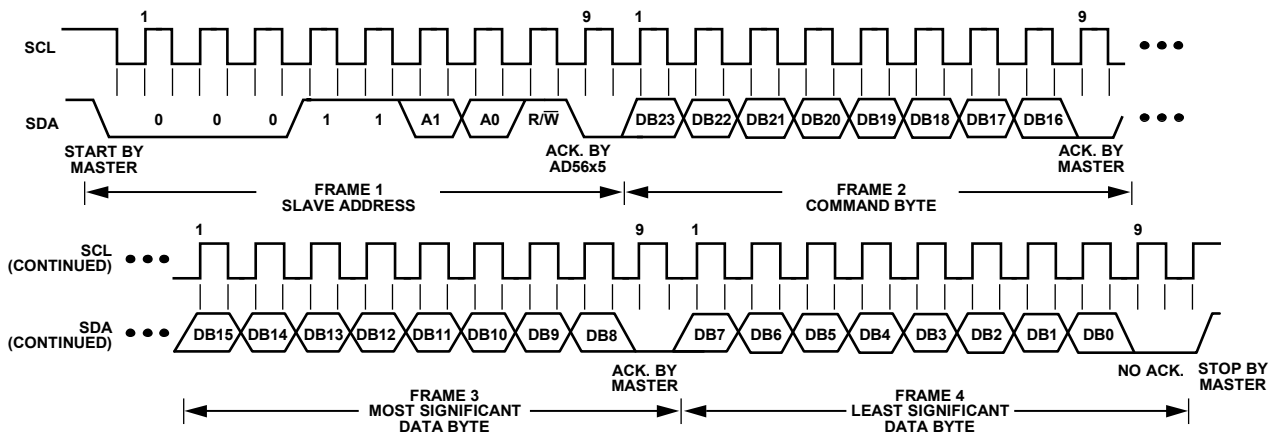 1 9 1 9
SCL
SDA 0 0 0 1 1 A1 A0 R/W̅ DB23 DB22 DB21 DB20 DB19 DB18 DB17 DB16
START BY
MASTER
ACK. BY
AD56x5
ACK. BY
MASTER
FRAME 1
SLAVE ADDRESS
FRAME 2
COMMAND BYTE
1 9 1 9
SCL
(CONTINUED)
SDA
(CONTINUED)
DB15 DB14 DB13 DB12 DB11 DB10 DB9 DB8 DB7 DB6 DB5 DB4 DB3 DB2 DB1 DB0
ACK. BY
MASTER
NO ACK.
STOP BY
MASTER
FRAME 3
MOST SIGNIFICANT
DATA BYTE
FRAME 4
LEAST SIGNIFICANT
DATA BYTE